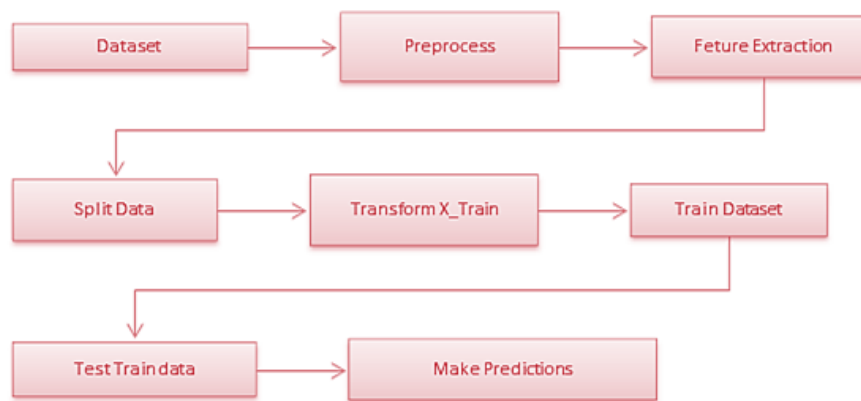 Dataset
Preprocess
Feture Extraction
Split Data
Transform X_Train
Train Dataset
Test Train data
Make Predictions